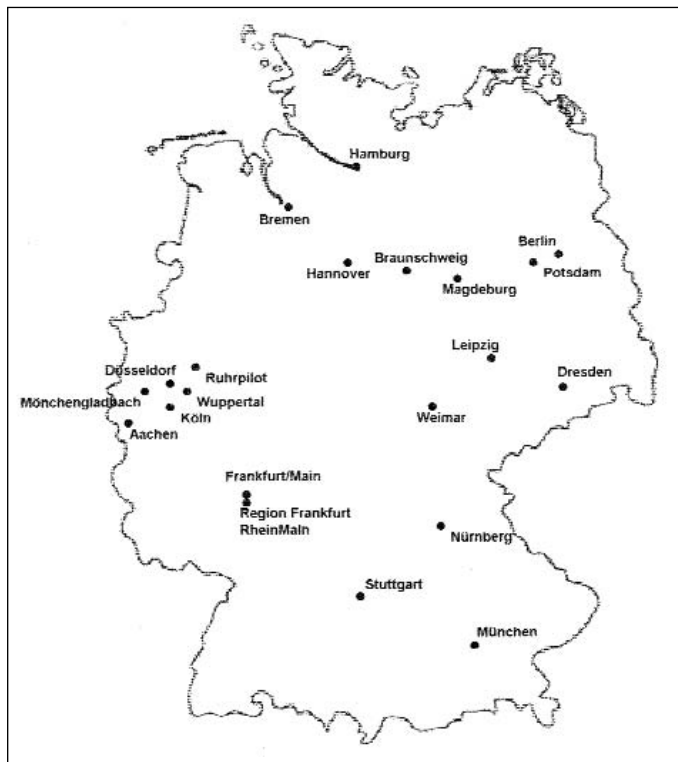 Hamburg
Bremen
Berlin
Braunschweig
Hannover
Potsdam
Magdeburg
Leipzig
Düsseldorf
Ruhrpilot
Dresden
Mönchengladbach
Wuppertal
Köln
Weimar
Aachen
Frankfurt/Main
Region Frankfurt
RheinMain
Nürnberg
Stuttgart
München